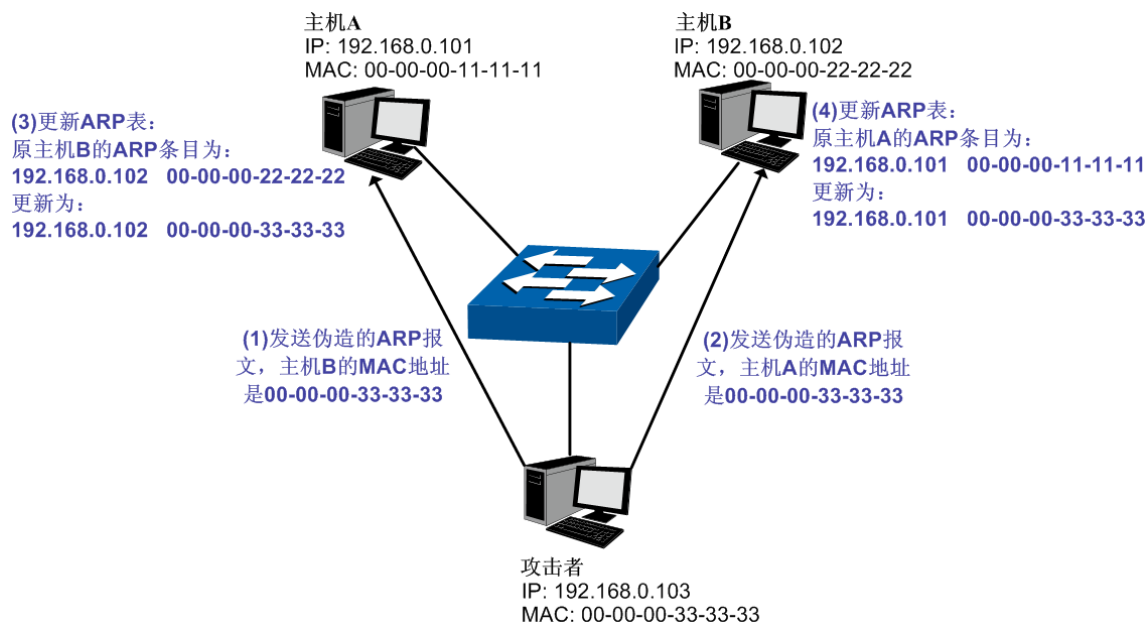 主机A
IP: 192.168.0.101
MAC: 00-00-00-11-11-11
主机B
IP: 192.168.0.102
MAC: 00-00-00-22-22-22
(3)更新ARP表：
原主机B的ARP条目为：
192.168.0.102 00-00-00-22-22-22
更新为：
192.168.0.102 00-00-00-33-33-33
(4)更新ARP表：
原主机A的ARP条目为：
192.168.0.101 00-00-00-11-11-11
更新为：
192.168.0.101 00-00-00-33-33-33
(1)发送伪造的ARP报
文，主机B的MAC地址
是00-00-00-33-33-33
(2)发送伪造的ARP报
文，主机A的MAC地址
是00-00-00-33-33-33
攻击者
IP: 192.168.0.103
MAC: 00-00-00-33-33-33